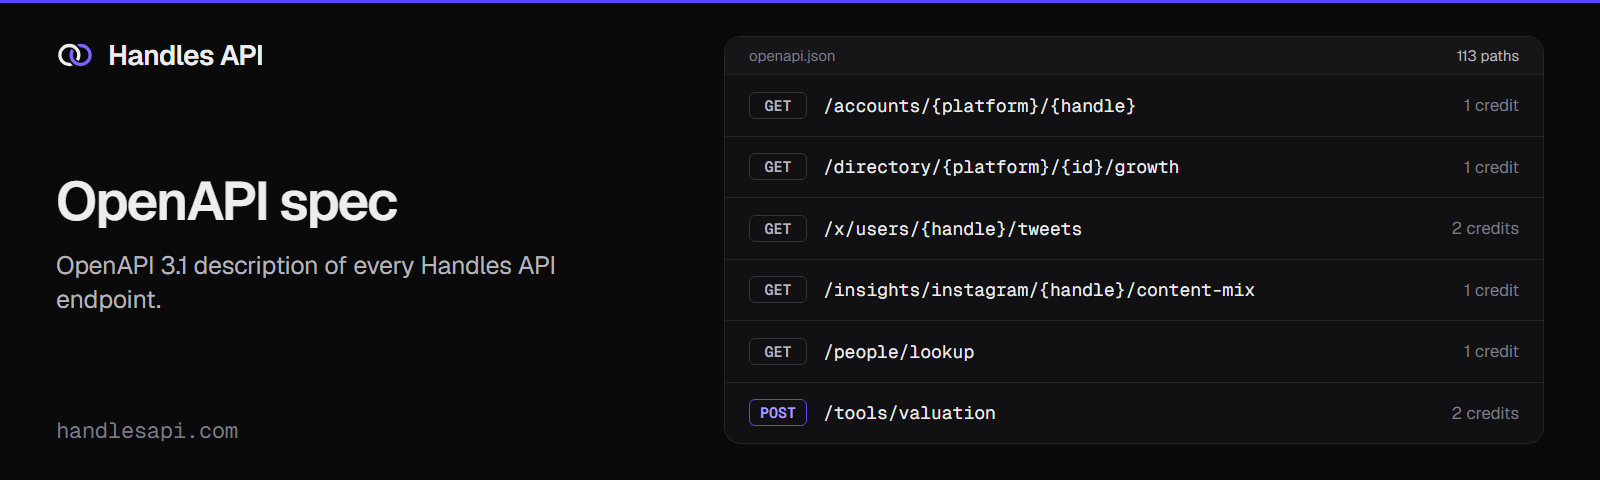 Handles API
OpenAPI spec
OpenAPI 3.1 description of every Handles API
endpoint.
handlesapi.com
openapi.json 113 paths
GET /accounts/{platform}/{handle} 1 credit
GET /directory/{platform}/{id}/growth 1 credit
GET /x/users/{handle}/tweets 2 credits
GET /insights/instagram/{handle}/content-mix 1 credit
GET /people/lookup 1 credit
POST /tools/valuation 2 credits